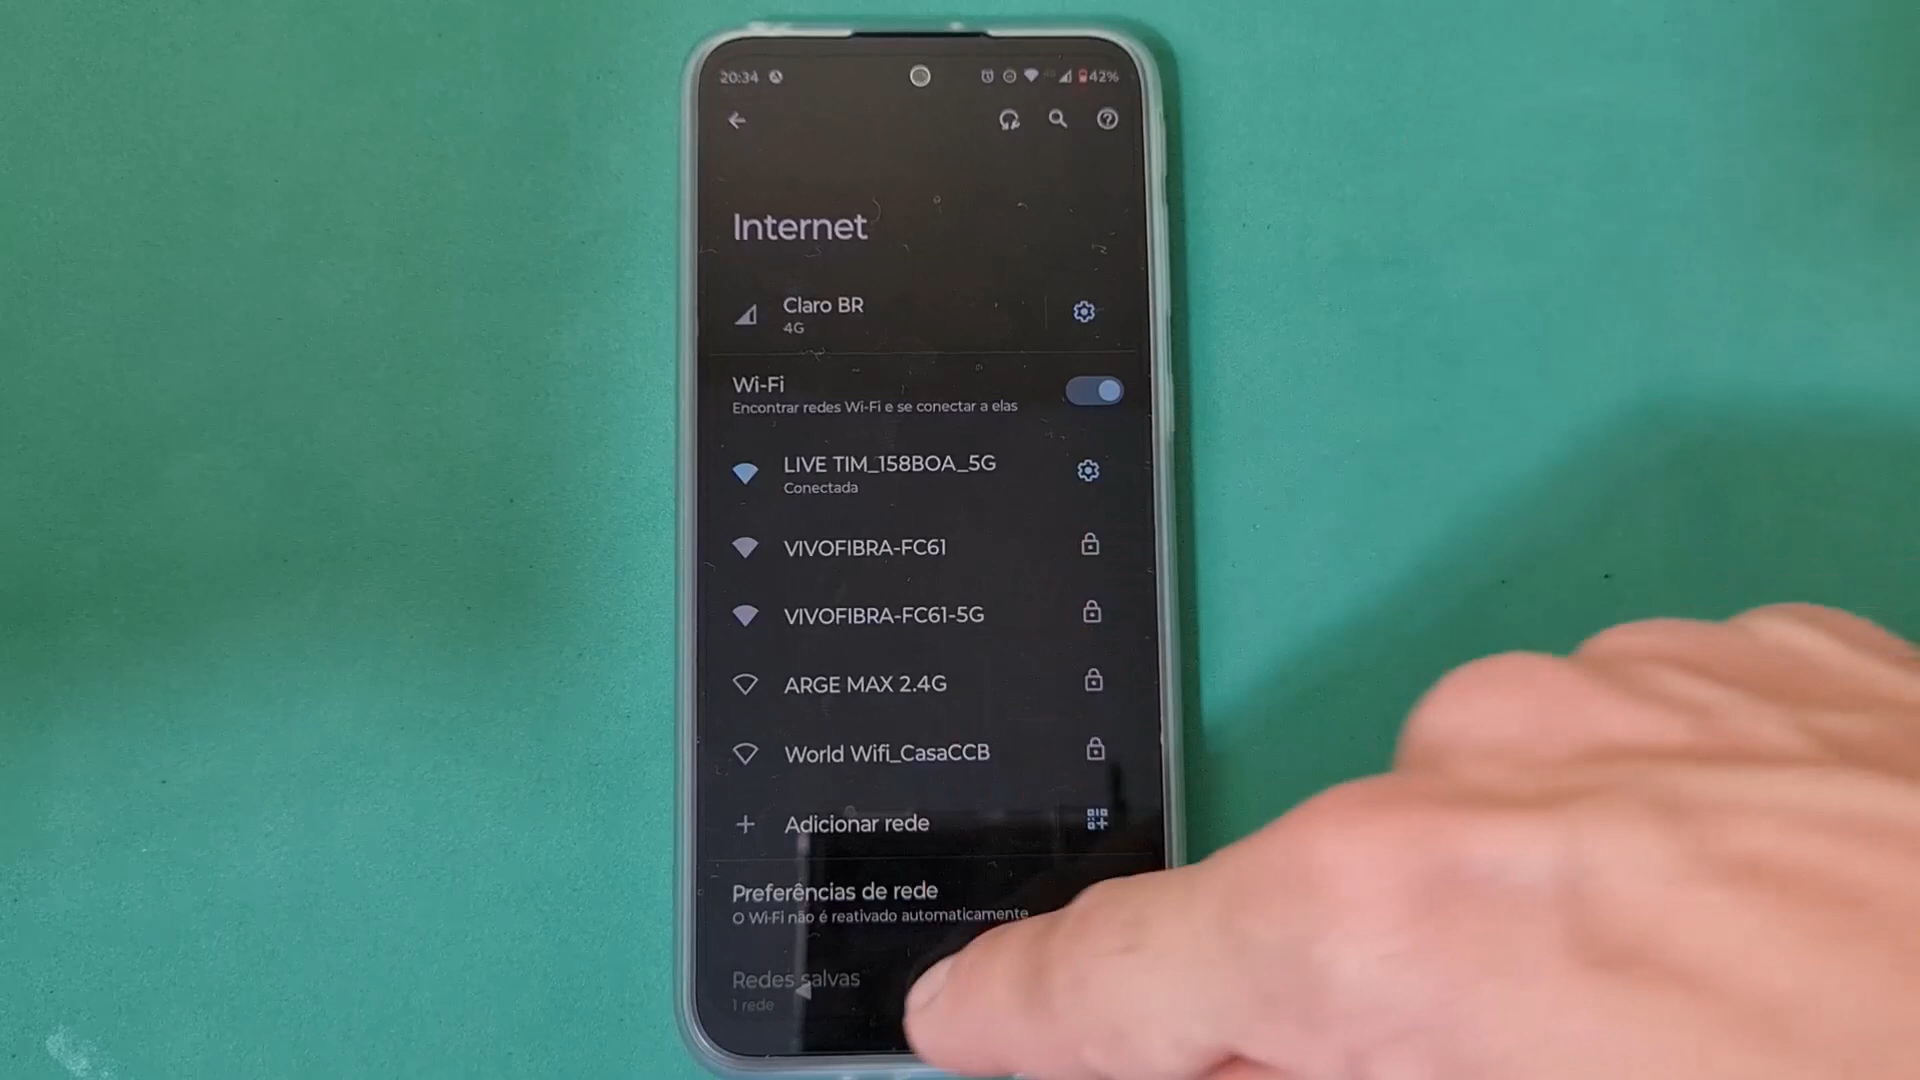 20:34
42%
Internet
Claro BR
4G
Wi-Fi
Encontrar redes Wi-Fi e se conectar a elas
LIVE TIM_158BOA_5G
Conectada
VIVOFIBRA-FC61
VIVOFIBRA-FC61-5G
ARGE MAX 2.4G
World Wifi_CasaCCB
Adicionar rede
Preferências de rede
O Wi-Fi não é reativado automaticamente
Redes salvas
1 rede